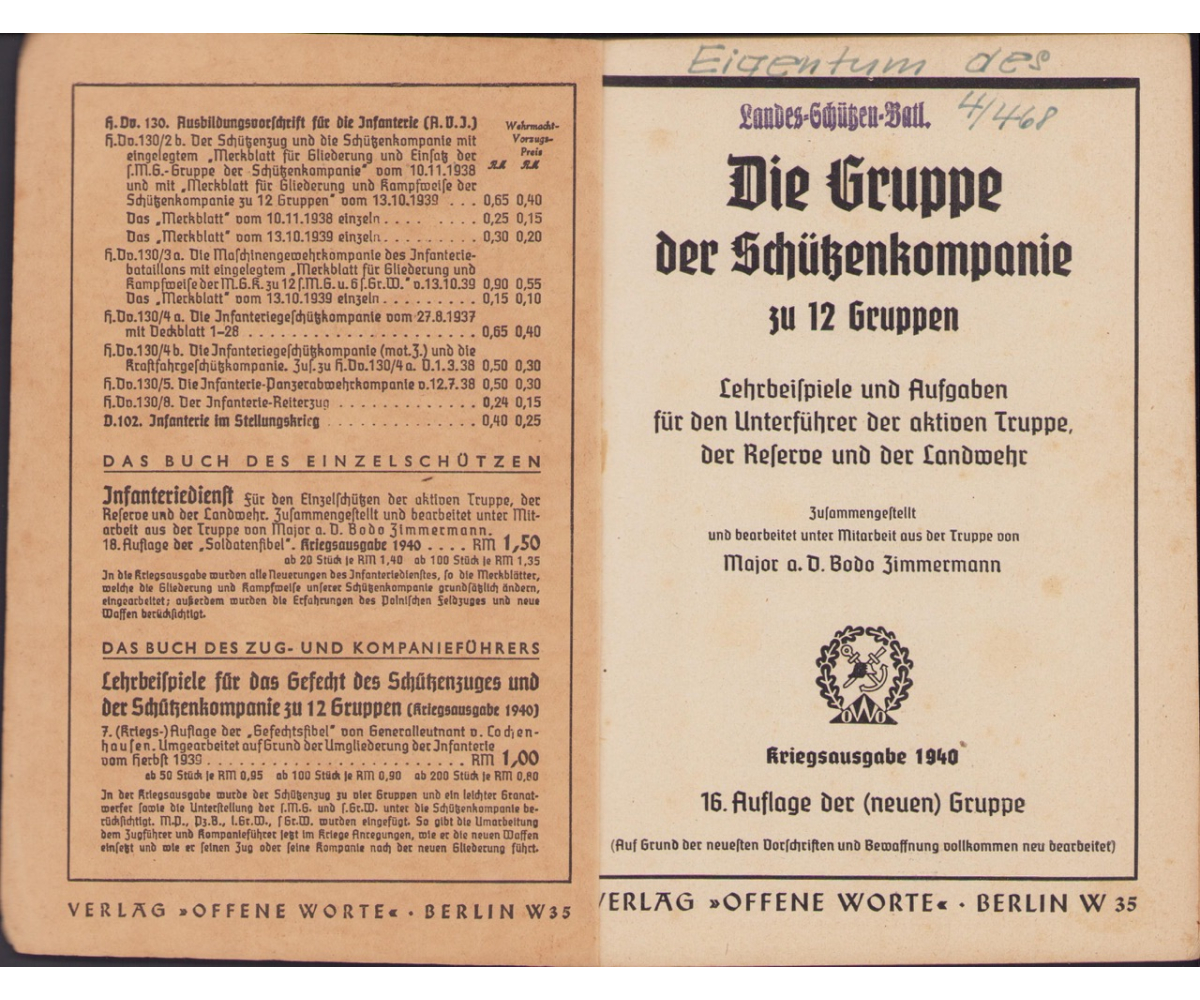 H. Dv. 130. Ausbildungsvorschrift für die Infanterie (A.V.I.)
Wehrmacht-
Vorzugs-
Preis
RM RM
H.Dv.130/2b. Der Schützenzug und die Schützenkompanie mit
eingelegtem „Merkblatt für Gliederung und Einsatz der
s.M.G.-Gruppe der Schützenkompanie“ vom 10.11.1938
und mit „Merkblatt für Gliederung und Kampfweise der
Schützenkompanie zu 12 Gruppen“ vom 13.10.1939 . . . 0,65 0,40
Das „Merkblatt“ vom 10.11.1938 einzeln . . . . . . . . 0,25 0,15
Das „Merkblatt“ vom 13.10.1939 einzeln . . . . . . . . . 0,30 0,20
H.Dv.130/3a. Die Maschinengewehrkompanie des Infanterie-
bataillons mit eingelegtem „Merkblatt für Gliederung und
Kampfweise der M.G.K. zu 12 s.M.G. u. 6 s.Gr.W.“ v.13.10.39 0,90 0,55
Das „Merkblatt“ vom 13.10.1939 einzeln . . . . . . . . . 0,15 0,10
H.Dv.130/4a. Die Infanteriegeschützkompanie vom 27.8.1937
mit Deckblatt 1–28 . . . . . . . . . . . . . . . . . . . . . 0,65 0,40
H.Dv.130/4b. Die Infanteriegeschützkompanie (mot.Z.) und die
Kraftfahrgeschützkompanie. Zus. zu H.Dv.130/4a. V.1.3.38 0,50 0,30
H.Dv.130/5. Die Infanterie-Panzerabwehrkompanie v.12.7.38 0,50 0,30
H.Dv.130/8. Der Infanterie-Reiterzug . . . . . . . . . . . . . 0,24 0,15
D.102. Infanterie im Stellungskrieg . . . . . . . . . . . . . . 0,40 0,25
DAS BUCH DES EINZELSCHÜTZEN
Infanteriedienst Für den Einzelschützen der aktiven Truppe, der
Reserve und der Landwehr. Zusammengestellt und bearbeitet unter Mit-
arbeit aus der Truppe von Major a. D. Bodo Zimmermann.
18. Auflage der „Soldatenfibel“. Kriegsausgabe 1940 . . . . RM 1,50
ab 20 Stück je RM 1,40 ab 100 Stück je RM 1,35
In die Kriegsausgabe wurden alle Neuerungen des Infanteriedienstes, so die Merkblätter,
welche die Gliederung und Kampfweise unserer Schützenkompanie grundsätzlich ändern,
eingearbeitet; außerdem wurden die Erfahrungen des Polnischen Feldzuges und neue
Waffen berücksichtigt.
DAS BUCH DES ZUG- UND KOMPANIEFÜHRERS
Lehrbeispiele für das Gefecht des Schützenzuges und
der Schützenkompanie zu 12 Gruppen (Kriegsausgabe 1940)
7. (Kriegs-) Auflage der „Gefechtsfibel“ von Generalleutnant v. Cochen-
hausen. Umgearbeitet auf Grund der Umgliederung der Infanterie
vom Herbst 1939 . . . . . . . . . . . . . . . . . . . . . . . . RM 1,00
ab 50 Stück je RM 0,95 ab 100 Stück je RM 0,90 ab 200 Stück je RM 0,80
In der Kriegsausgabe wurde der Schützenzug zu vier Gruppen und ein leichter Granat-
werfer sowie die Unterstellung der s.M.G. und s.Gr.W. unter die Schützenkompanie be-
rücksichtigt. M.P., Pz.B., l.Gr.W., s.Gr.W. wurden eingefügt. So gibt die Umarbeitung
dem Zugführer und Kompanieführer jetzt im Kriege Anregungen, wie er die neuen Waffen
einsetzt und wie er seinen Zug oder seine Kompanie nach der neuen Gliederung führt.
VERLAG »OFFENE WORTE« · BERLIN W 35
Eigentum des
Landes-Schützen-Batl. 4/468
Die Gruppe
der Schützenkompanie
zu 12 Gruppen
Lehrbeispiele und Aufgaben
für den Unterführer der aktiven Truppe,
der Reserve und der Landwehr
Zusammengestellt
und bearbeitet unter Mitarbeit aus der Truppe von
Major a. D. Bodo Zimmermann
OWO
Kriegsausgabe 1940
16. Auflage der (neuen) Gruppe
(Auf Grund der neuesten Vorschriften und Bewaffnung vollkommen neu bearbeitet)
VERLAG »OFFENE WORTE« · BERLIN W 35